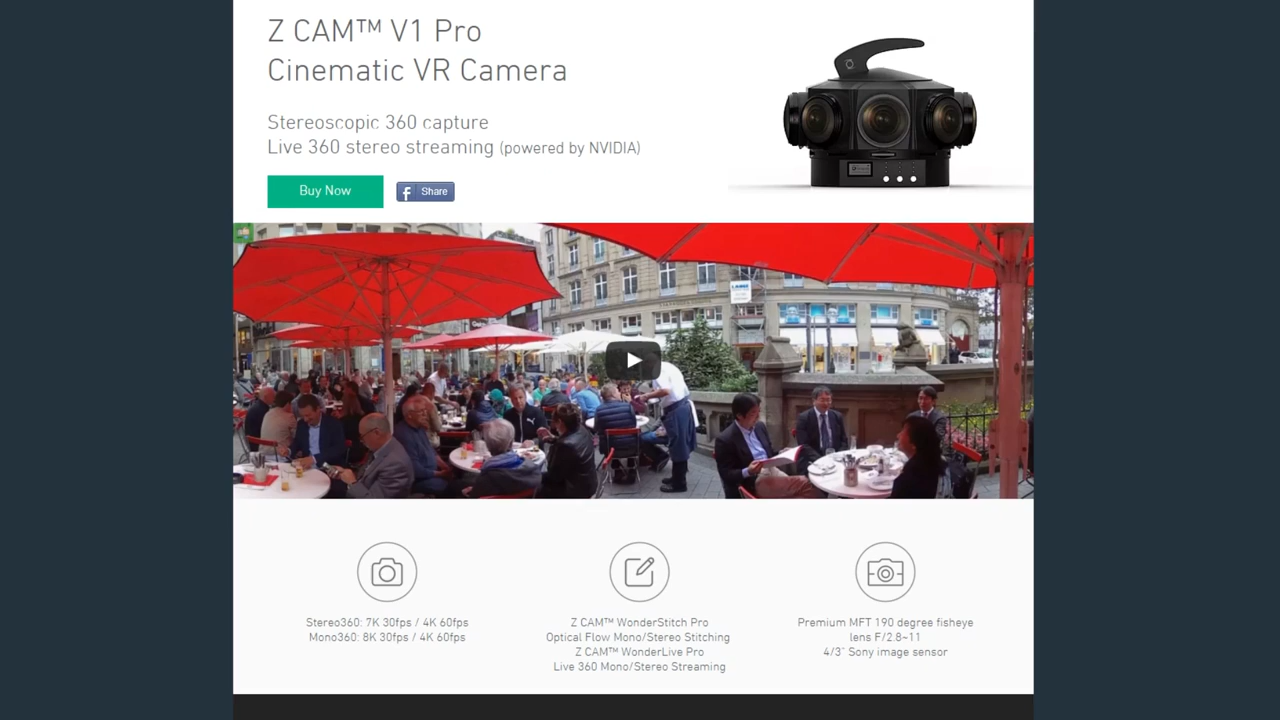 Z CAM™ V1 Pro
Cinematic VR Camera
Stereoscopic 360 capture
Live 360 stereo streaming (powered by NVIDIA)
Buy Now
Share
Stereo360: 7K 30fps / 4K 60fps
Mono360: 8K 30fps / 4K 60fps
Z CAM™ WonderStitch Pro
Optical Flow Mono/Stereo Stitching
Z CAM™ WonderLive Pro
Live 360 Mono/Stereo Streaming
Premium MFT 190 degree fisheye
lens F/2.8~11
4/3" Sony image sensor